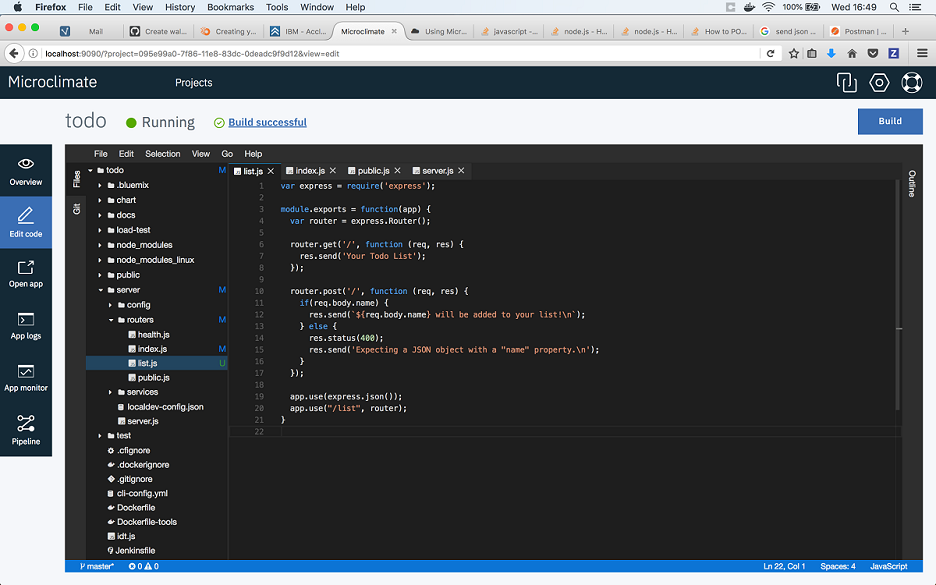 Firefox File Edit View History Bookmarks Tools Window Help 100% Wed 16:49
Mail Create wal... Creating y... IBM - Accl... Microclimate Using Micr... javascript -... node.js - H... node.js - H... How to PO... send json ... Postman | ...
localhost:9090/?project=095e99a0-7f86-11e8-83dc-0deadc9f9d12&view=edit
Microclimate Projects
todo Running Build successful Build
File Edit Selection View Go Help
Overview
Edit code
Open app
App logs
App monitor
Pipeline
Files
Git
todo M
.bluemix
chart
docs
load-test
node_modules
node_modules_linux
public
server M
config
routers M
health.js
index.js M
list.js U
public.js
services
localdev-config.json
server.js
test
.cfignore
.dockerignore
.gitignore
cli-config.yml
Dockerfile
Dockerfile-tools
idt.js
Jenkinsfile
list.js index.js public.js server.js
1 var express = require('express');
2
3 module.exports = function(app) {
4 var router = express.Router();
5
6 router.get('/', function (req, res) {
7 res.send('Your Todo List');
8 });
9
10 router.post('/', function (req, res) {
11 if(req.body.name) {
12 res.send(`${req.body.name} will be added to your list!\n`);
13 } else {
14 res.status(400);
15 res.send('Expecting a JSON object with a "name" property.\n');
16 }
17 });
18
19 app.use(express.json());
20 app.use("/list", router);
21 }
22
Outline
master* 0 0 Ln 22, Col 1 Spaces: 4 JavaScript